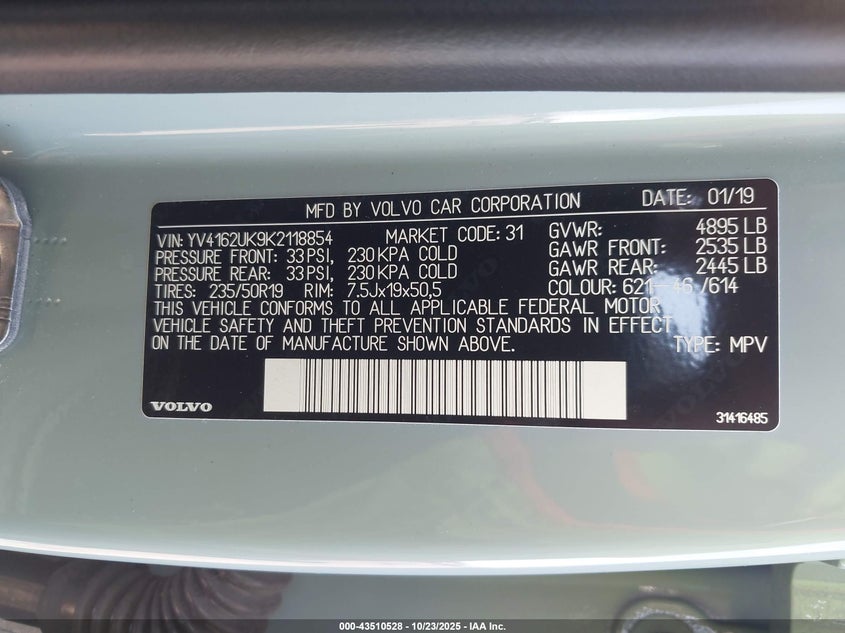 MFD BY VOLVO CAR CORPORATION DATE: 01/19
VIN: YV4162UK9K2118854 MARKET CODE: 31 GVWR: 4895 LB
PRESSURE FRONT: 33 PSI, 230 KPA COLD GAWR FRONT: 2535 LB
PRESSURE REAR: 33 PSI, 230 KPA COLD GAWR REAR: 2445 LB
TIRES: 235/50R19 RIM: 7.5Jx19x50,5 COLOUR: 621-46 /614
THIS VEHICLE CONFORMS TO ALL APPLICABLE FEDERAL MOTOR
VEHICLE SAFETY AND THEFT PREVENTION STANDARDS IN EFFECT
ON THE DATE OF MANUFACTURE SHOWN ABOVE. TYPE: MPV
VOLVO 31416485
000-43510528 - 10/23/2025 - IAA Inc.